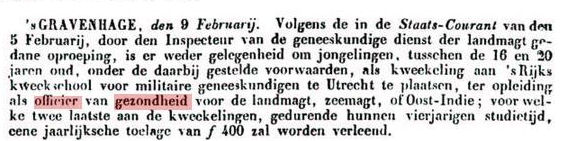 'sGRAVENHAGE, den 9 Februarij. Volgens de in de Staats-Courant van den
5 Februarij, door den Inspecteur van de geneeskundige dienst der landmagt ge-
dane oproeping, is er weder gelegenheid om jongelingen, tusschen de 16 en 20
jaren oud, onder de daarbij gestelde voorwaarden, als kweekeling aan 's Rijks
kweekschool voor militaire geneeskundigen te Utrecht te plaatsen, ter opleiding
als officier van gezondheid voor de landmagt, zeemagt, of Oost-Indie; voor wel-
ke twee laatste aan de kweekelingen, gedurende hunnen vierjarigen studietijd,
eene jaarlijksche toelage van f 400 zal worden verleend.